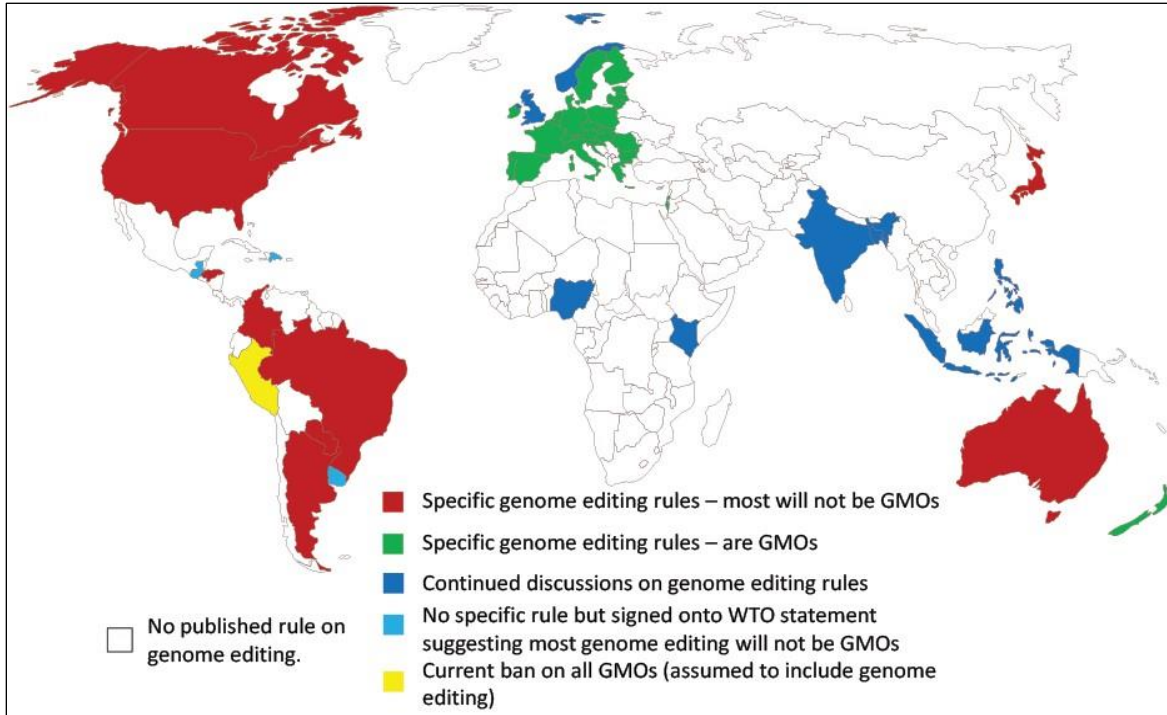 Specific genome editing rules – most will not be GMOs
Specific genome editing rules – are GMOs
Continued discussions on genome editing rules
No specific rule but signed onto WTO statement
suggesting most genome editing will not be GMOs
Current ban on all GMOs (assumed to include genome
editing)
No published rule on
genome editing.